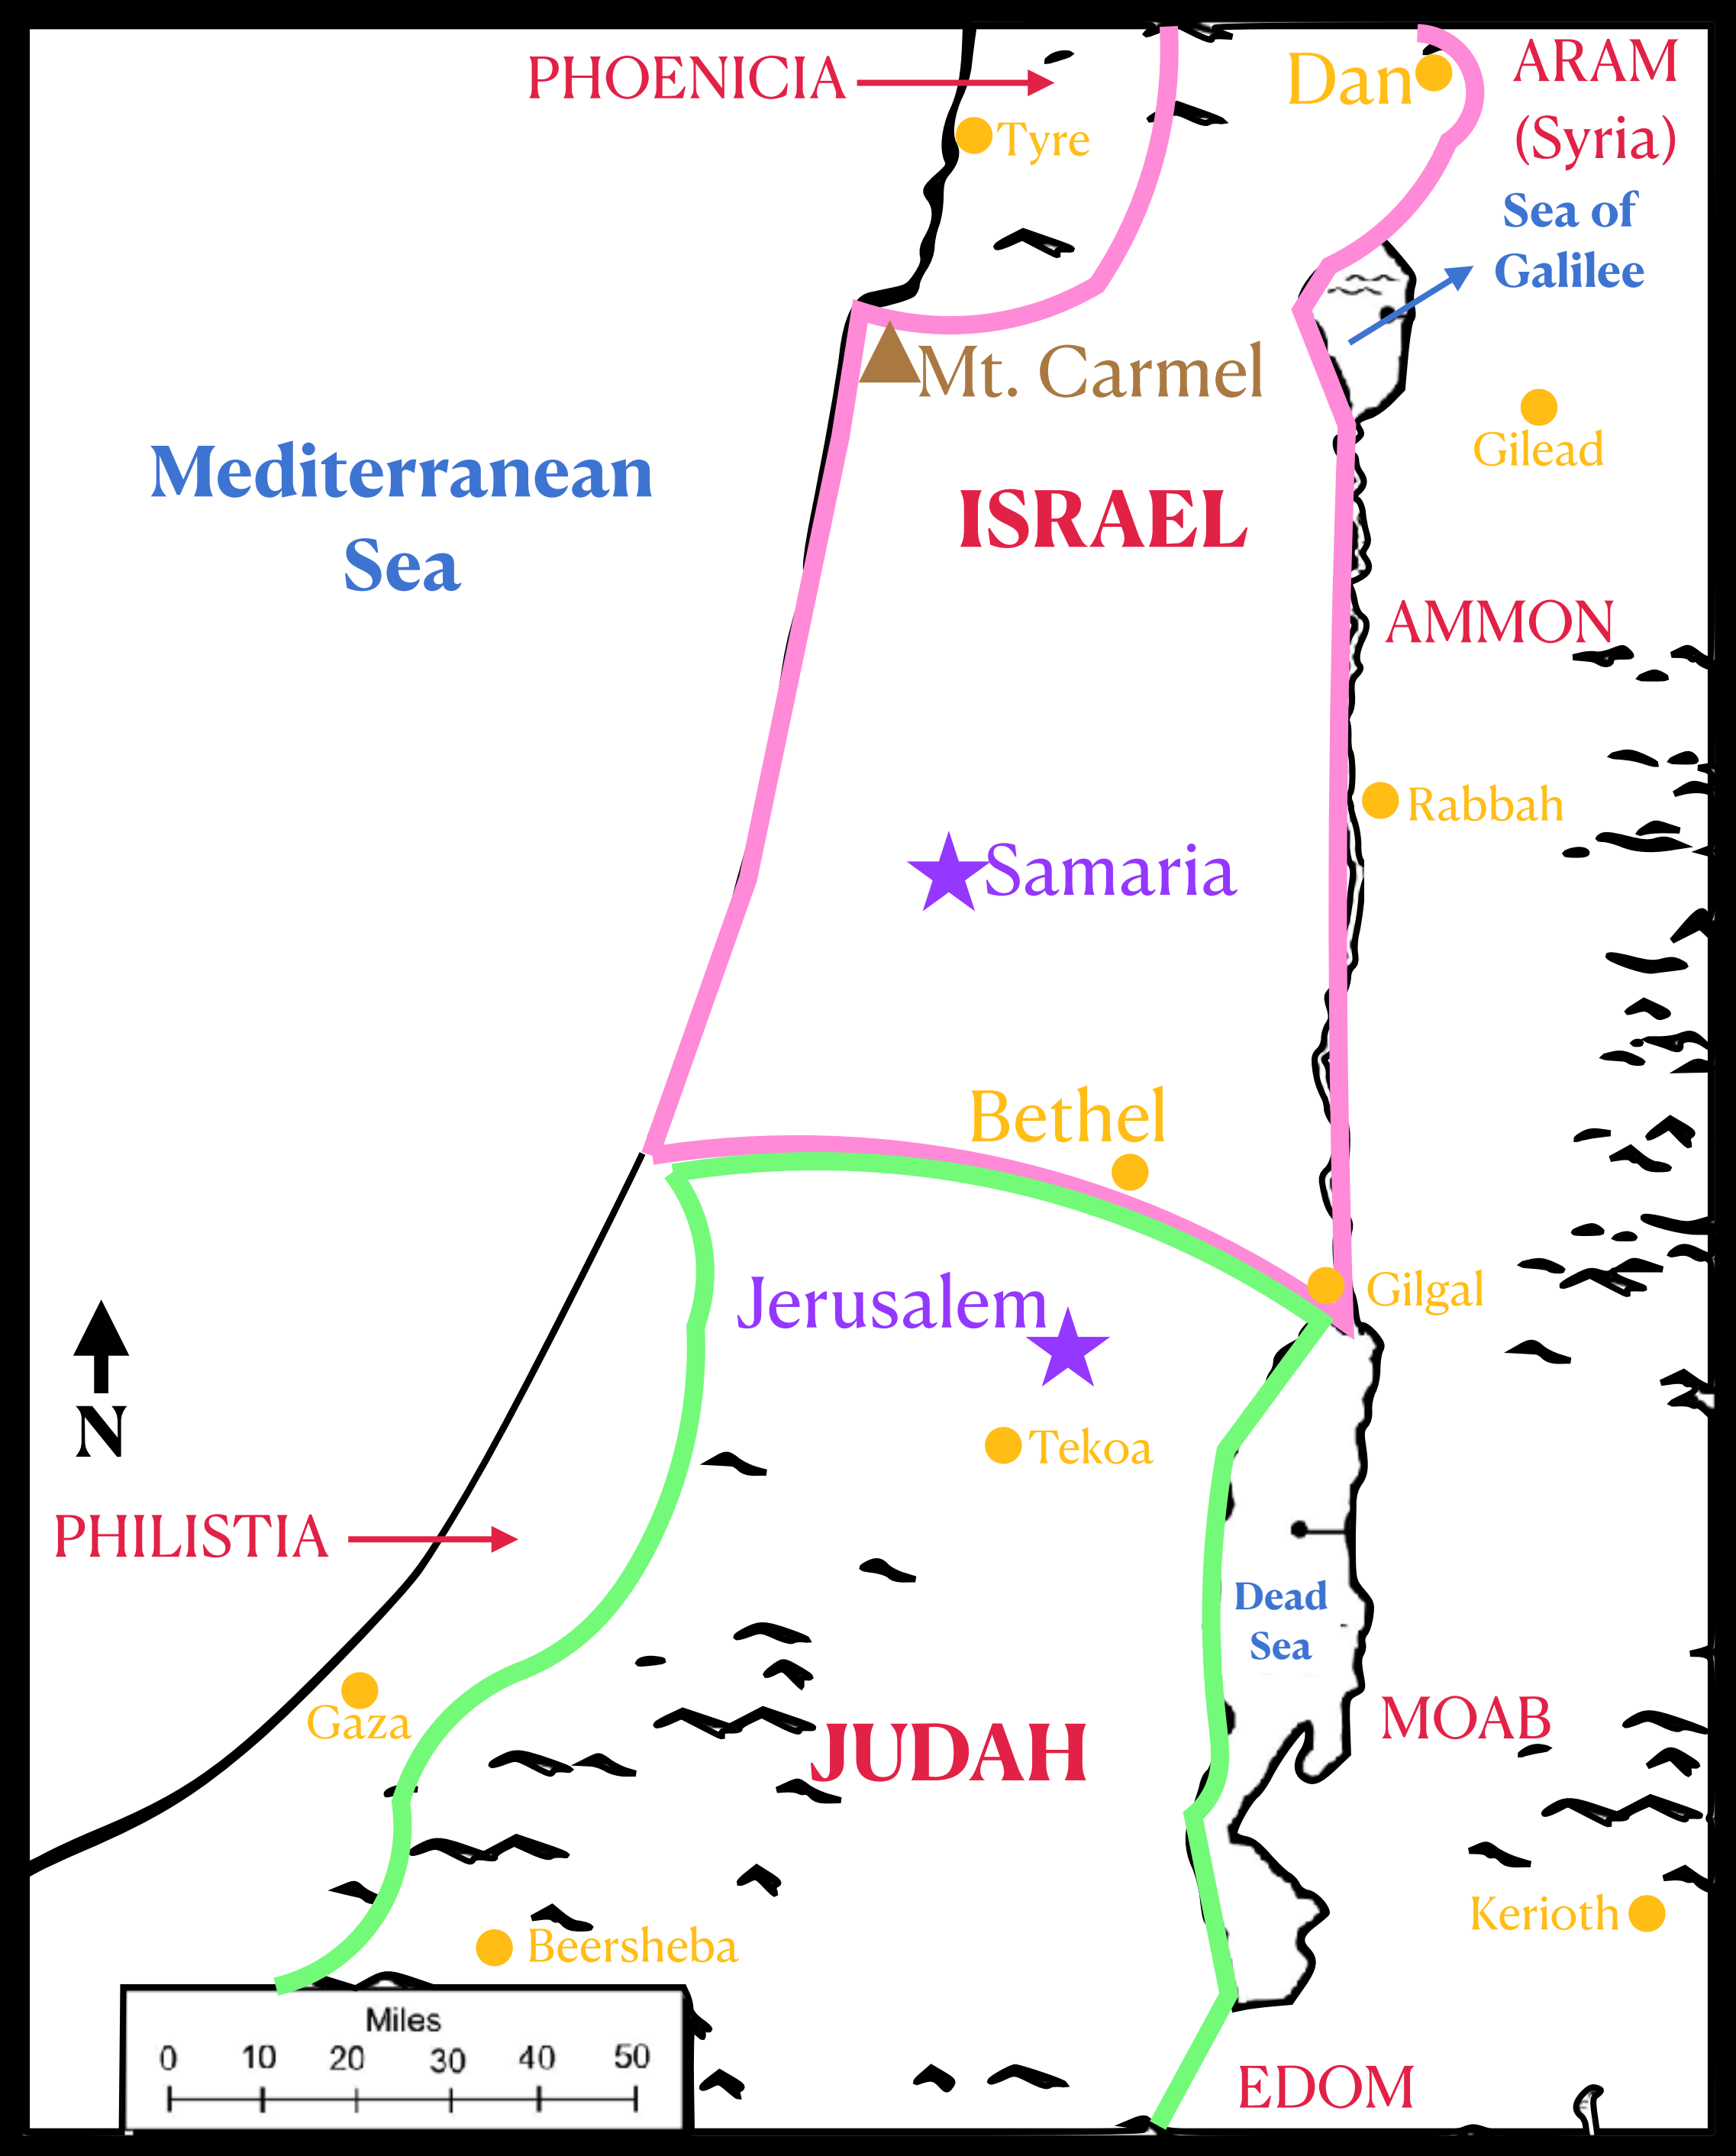 PHOENICIA
Dan
ARAM
(Syria)
Tyre
Sea of
Galilee
Mt. Carmel
Gilead
Mediterranean
Sea
ISRAEL
AMMON
Rabbah
Samaria
Bethel
Jerusalem
Gilgal
N
Tekoa
PHILISTIA
Dead
Sea
Gaza
MOAB
JUDAH
Kerioth
Beersheba
Miles
0 10 20 30 40 50
EDOM